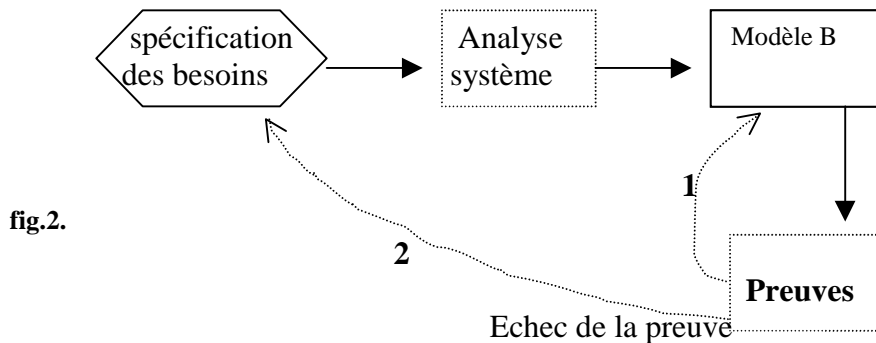 spécification
des besoins
Analyse
système
Modèle B
1
fig.2.
2
Preuves
Echec de la preuve